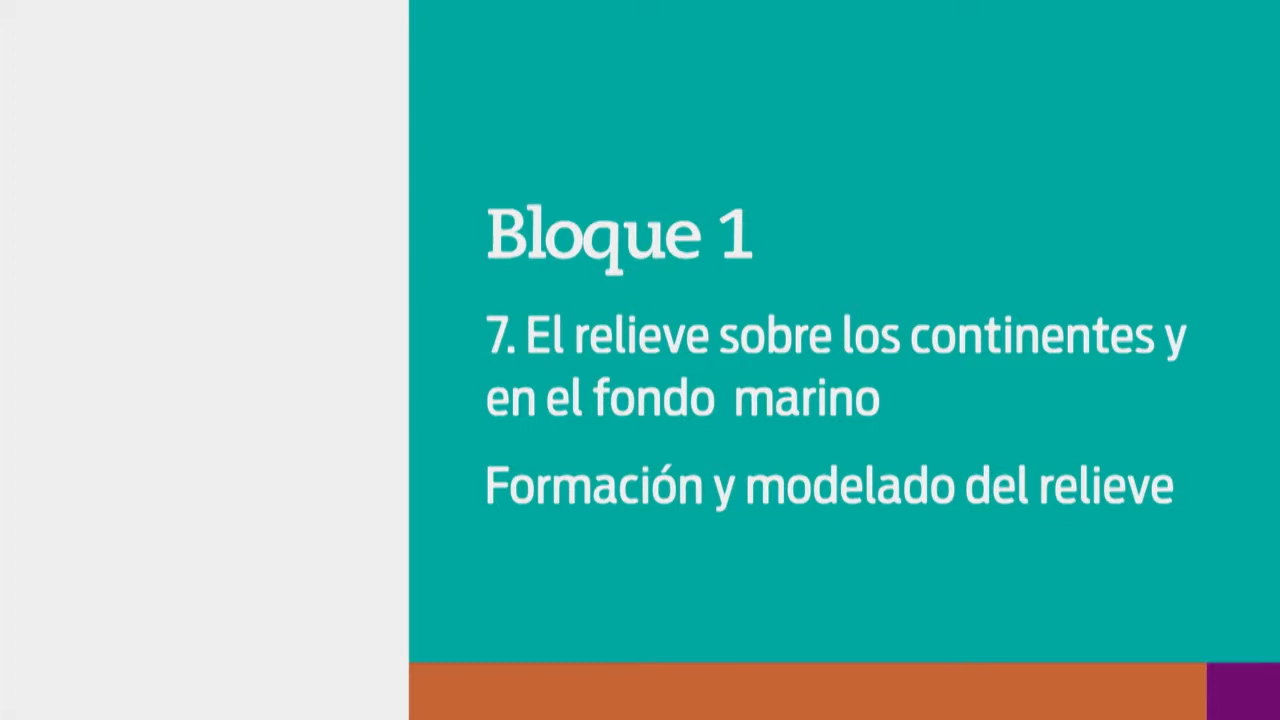 Bloque 1
7. El relieve sobre los continentes y
en el fondo marino
Formación y modelado del relieve